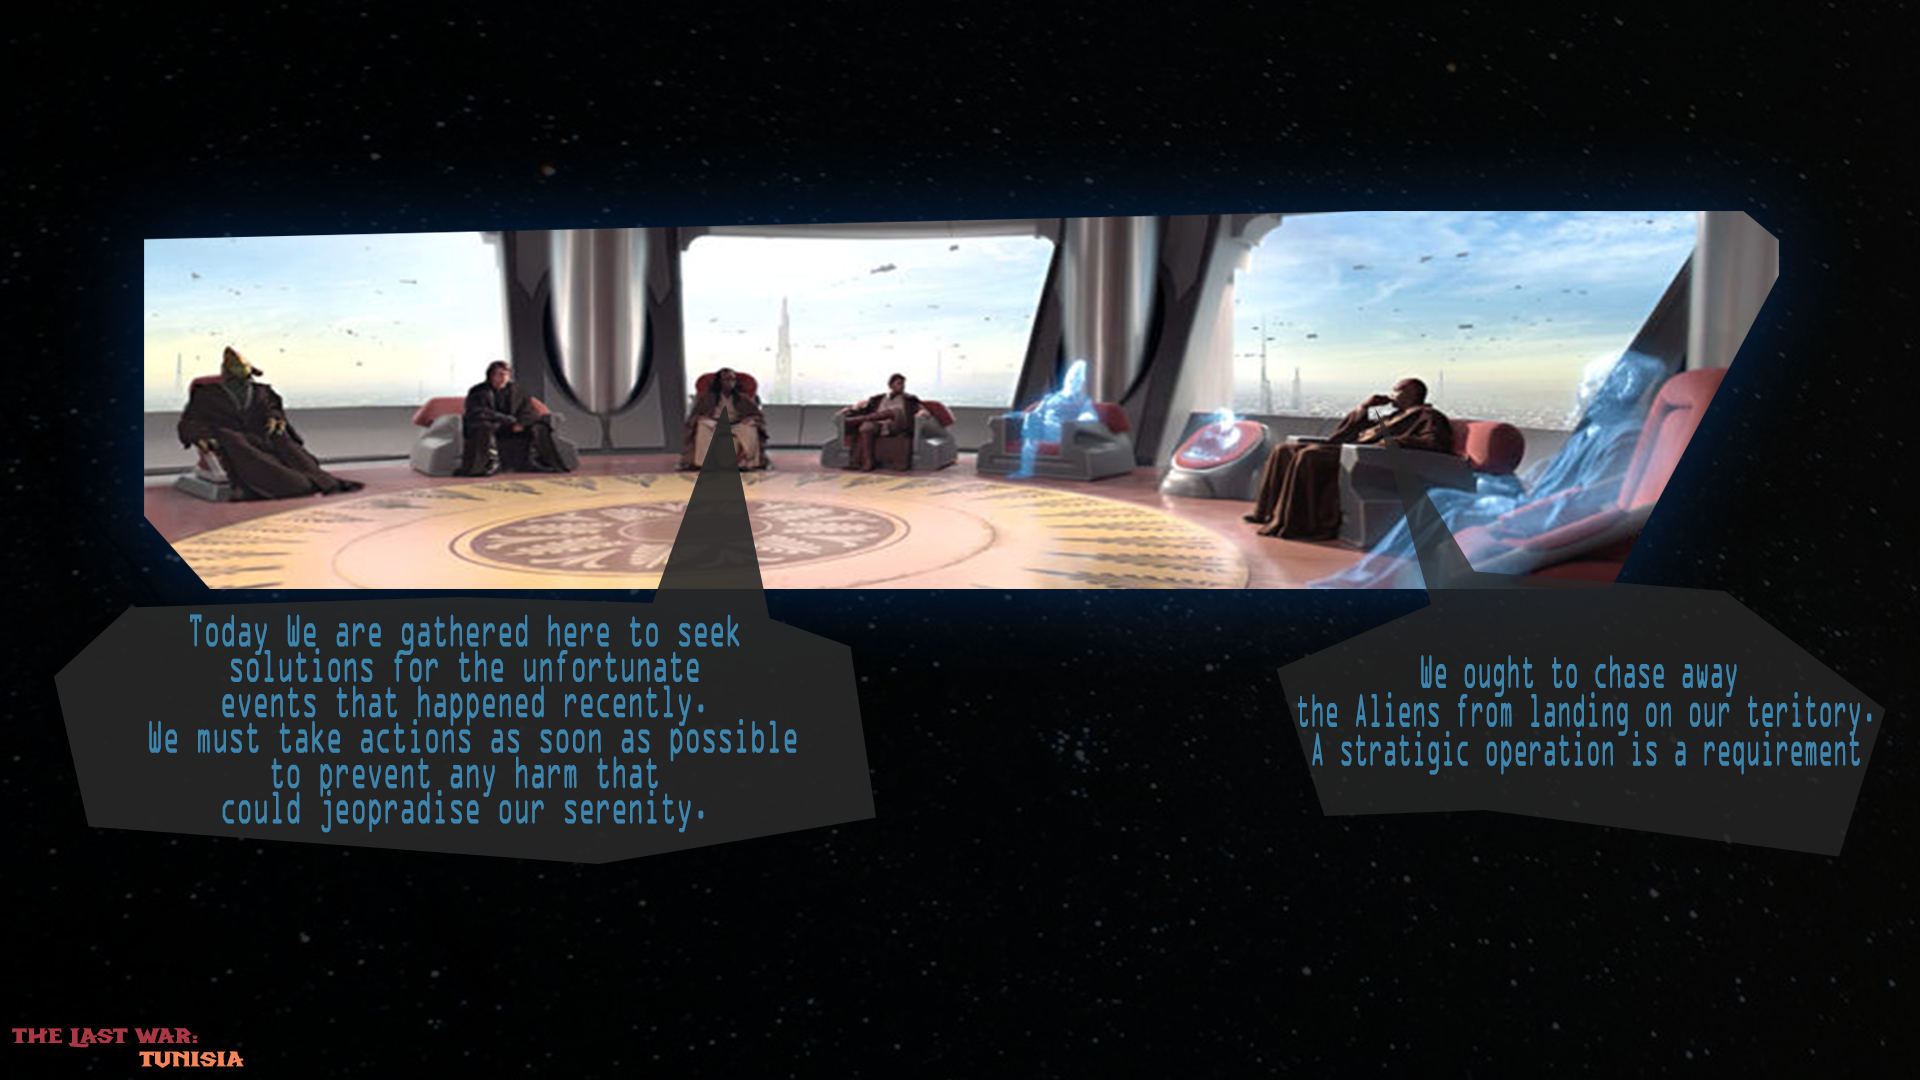 Today We are gathered here to seek
solutions for the unfortunate
events that happened recently.
We must take actions as soon as possible
to prevent any harm that
could jeopradise our serenity.
We ought to chase away
the Aliens from landing on our teritory.
A stratigic operation is a requirement
THE LAST WAR:
TUNISIA